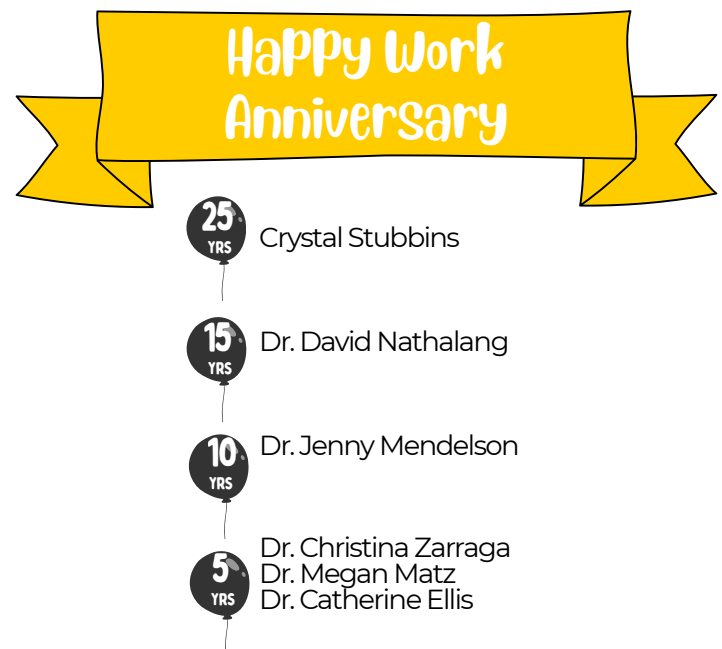 Happy Work
Anniversary
25
YRS
Crystal Stubbins
15
YRS
Dr. David Nathalang
10
YRS
Dr. Jenny Mendelson
5
YRS
Dr. Christina Zarraga
Dr. Megan Matz
Dr. Catherine Ellis